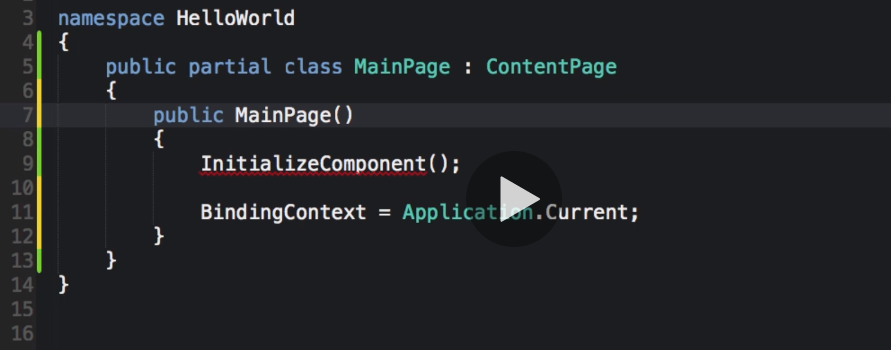 3 namespace HelloWorld
4 {
5 public partial class MainPage : ContentPage
6 {
7 public MainPage()
8 {
9 InitializeComponent();
10
11 BindingContext = Application.Current;
12 }
13 }
14 }
15
16